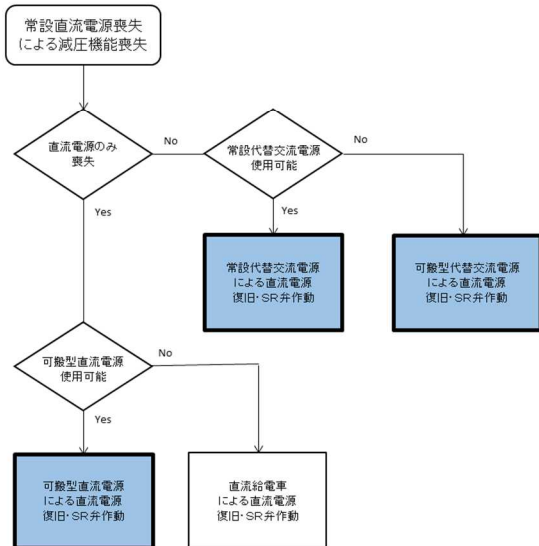 常設直流電源喪失
による減圧機能喪失
直流電源のみ
喪失
No
常設代替交流電源
使用可能
No
Yes
Yes
常設代替交流電源
による直流電源
復旧・SR弁作動
可搬型代替交流電源
による直流電源
復旧・SR弁作動
可搬型直流電源
使用可能
No
Yes
可搬型直流電源
による直流電源
復旧・SR弁作動
直流給電車
による直流電源
復旧・SR弁作動